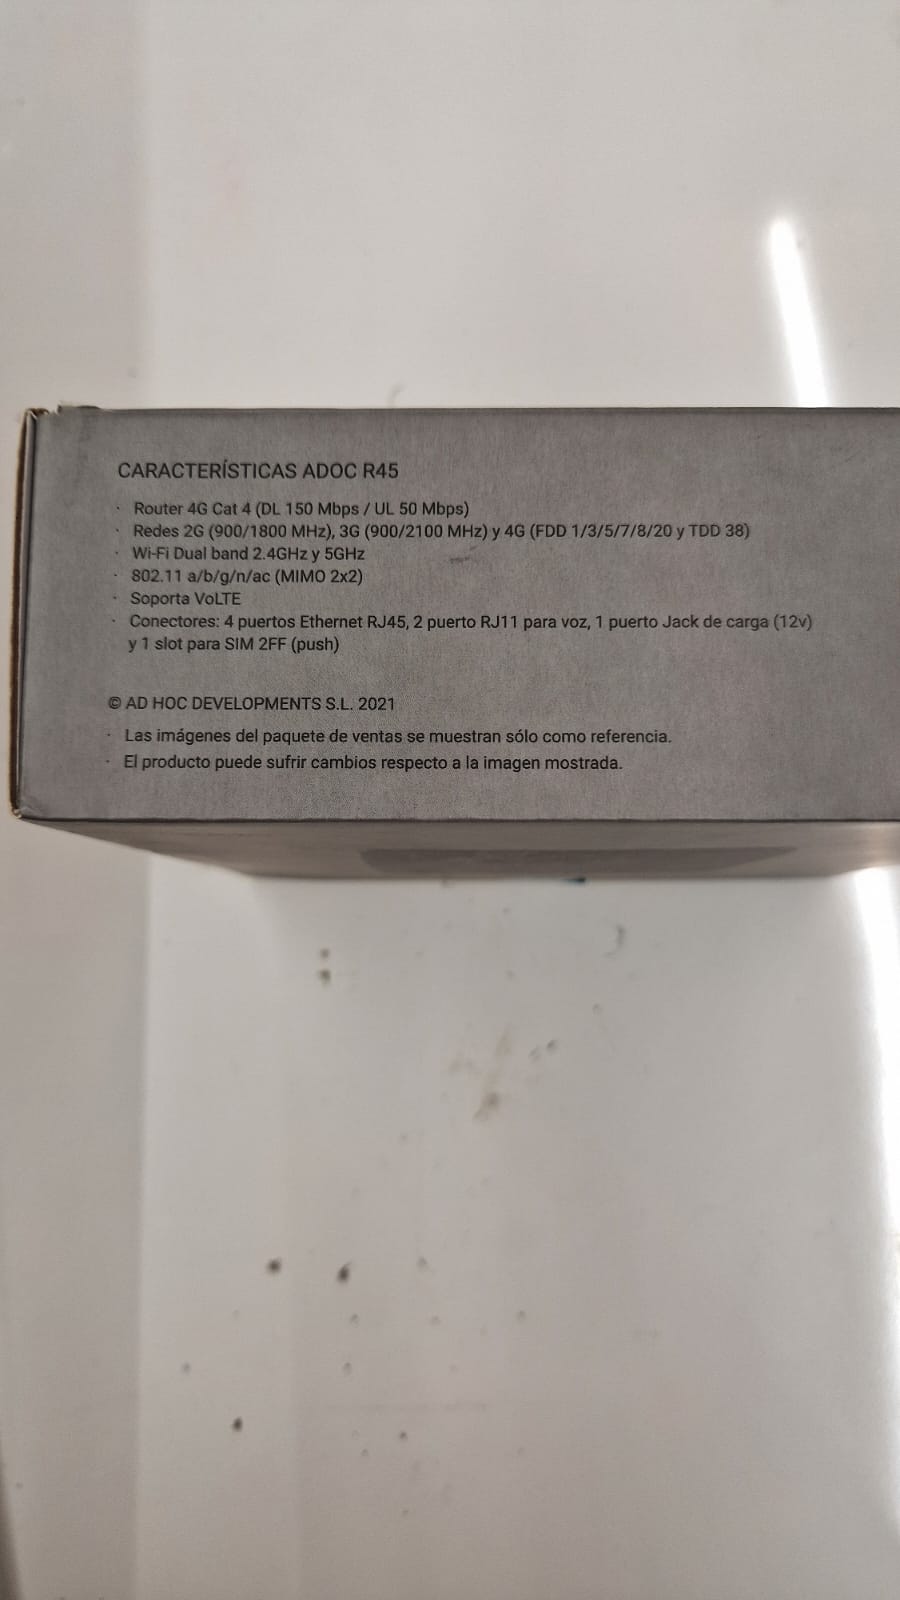 CARACTERÍSTICAS ADOC R45
· Router 4G Cat 4 (DL 150 Mbps / UL 50 Mbps)
· Redes 2G (900/1800 MHz), 3G (900/2100 MHz) y 4G (FDD 1/3/5/7/8/20 y TDD 38)
· Wi-Fi Dual band 2.4GHz y 5GHz
· 802.11 a/b/g/n/ac (MIMO 2x2)
· Soporta VoLTE
· Conectores: 4 puertos Ethernet RJ45, 2 puerto RJ11 para voz, 1 puerto Jack de carga (12v)
y 1 slot para SIM 2FF (push)
© AD HOC DEVELOPMENTS S.L. 2021
· Las imágenes del paquete de ventas se muestran sólo como referencia.
· El producto puede sufrir cambios respecto a la imagen mostrada.